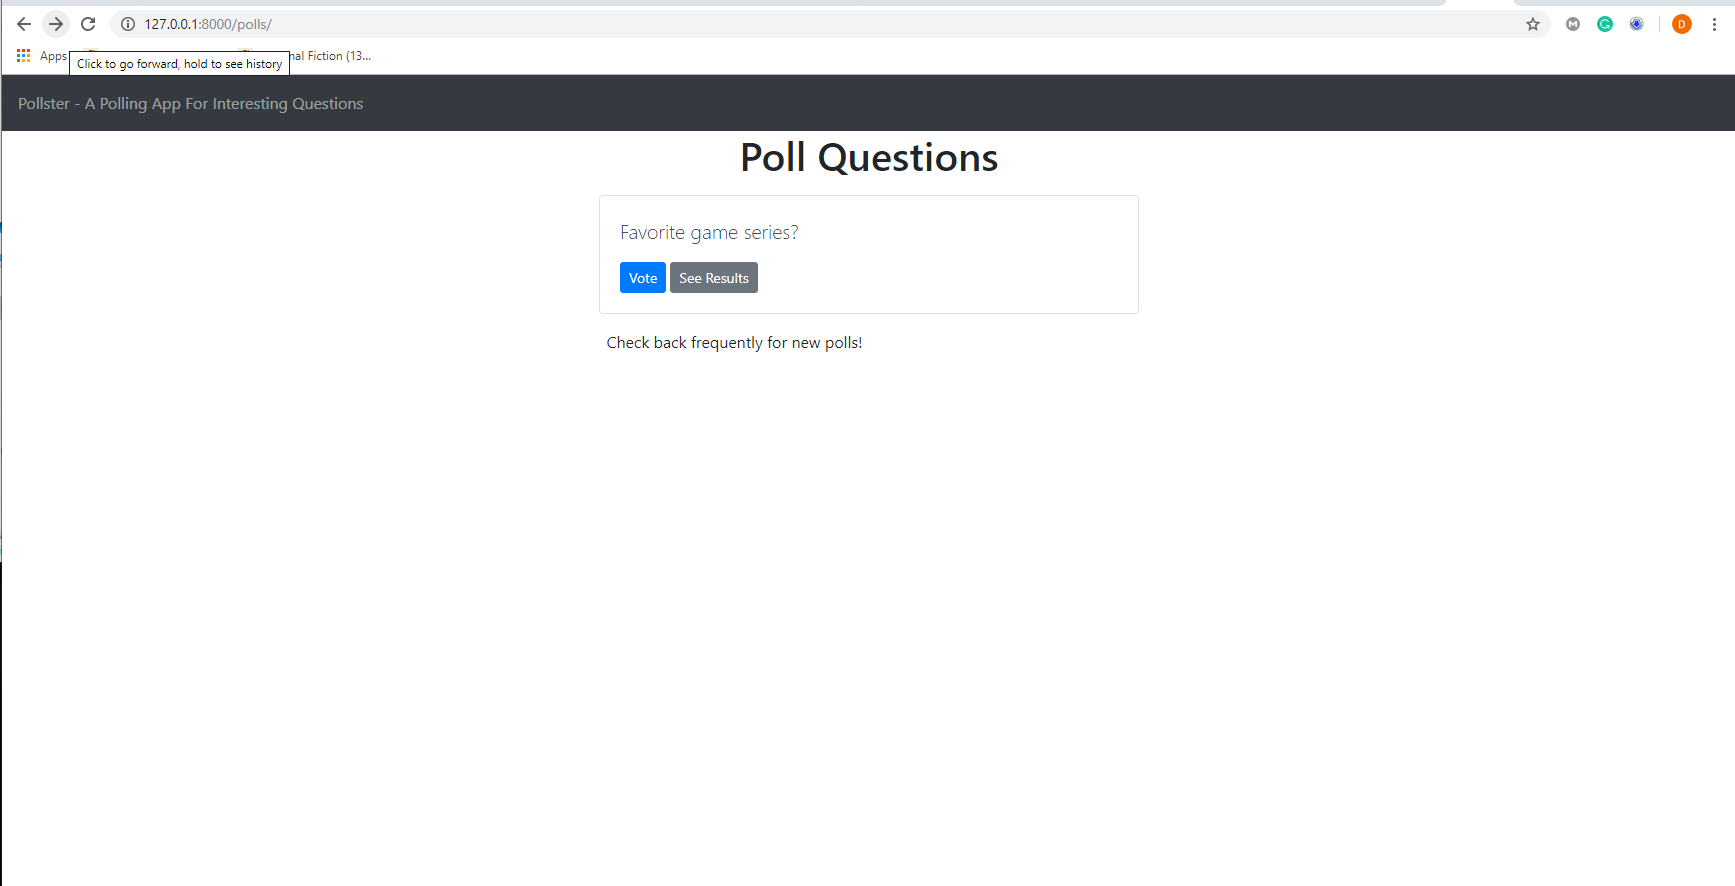 127.0.0.1:8000/polls/
D
Apps
nal Fiction (13...
Click to go forward, hold to see history
Pollster - A Polling App For Interesting Questions
Poll Questions
Favorite game series?
Vote See Results
Check back frequently for new polls!